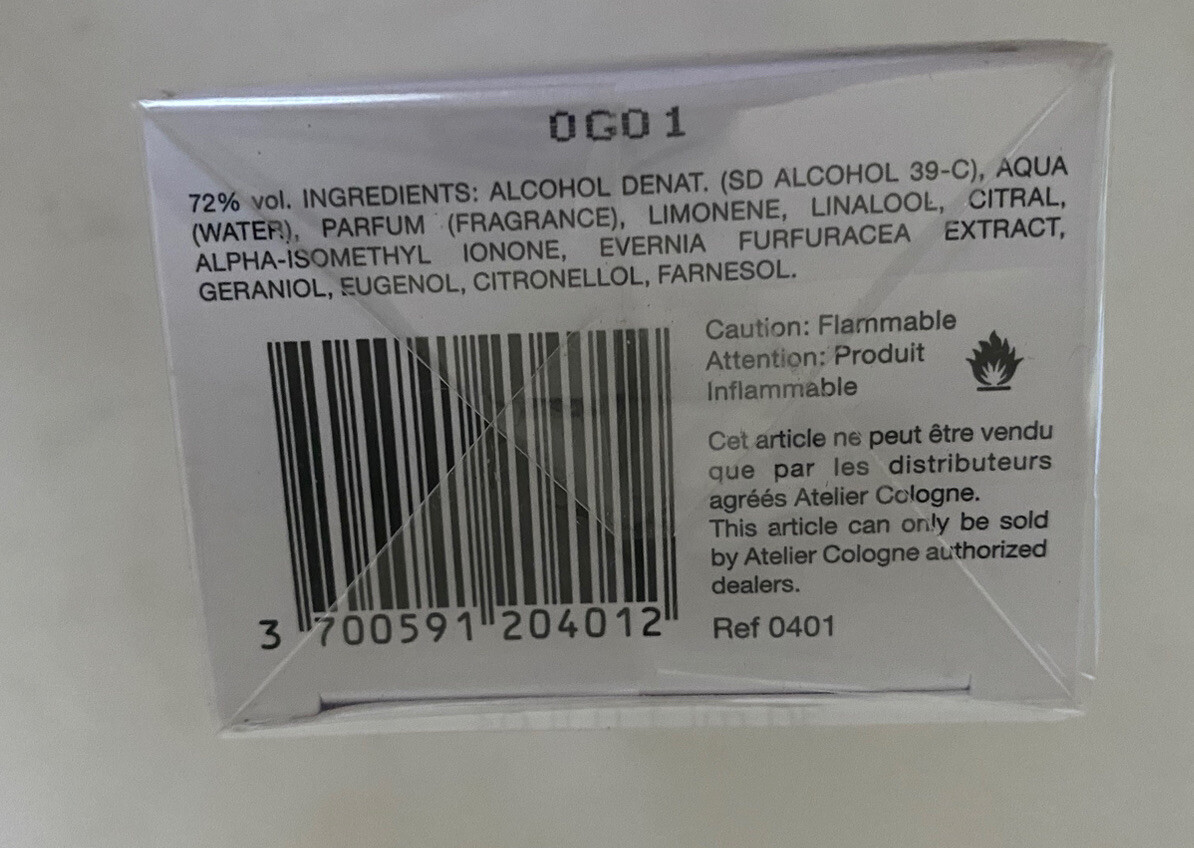 0G01
72% vol. INGREDIENTS: ALCOHOL DENAT. (SD ALCOHOL 39-C), AQUA
(WATER), PARFUM (FRAGRANCE), LIMONENE, LINALOOL, CITRAL,
ALPHA-ISOMETHYL IONONE, EVERNIA FURFURACEA EXTRACT,
GERANIOL, EUGENOL, CITRONELLOL, FARNESOL.
Caution: Flammable
Attention: Produit
Inflammable
Cet article ne peut être vendu
que par les distributeurs
agréés Atelier Cologne.
This article can only be sold
by Atelier Cologne authorized
dealers.
Ref 0401
3 700591 204012